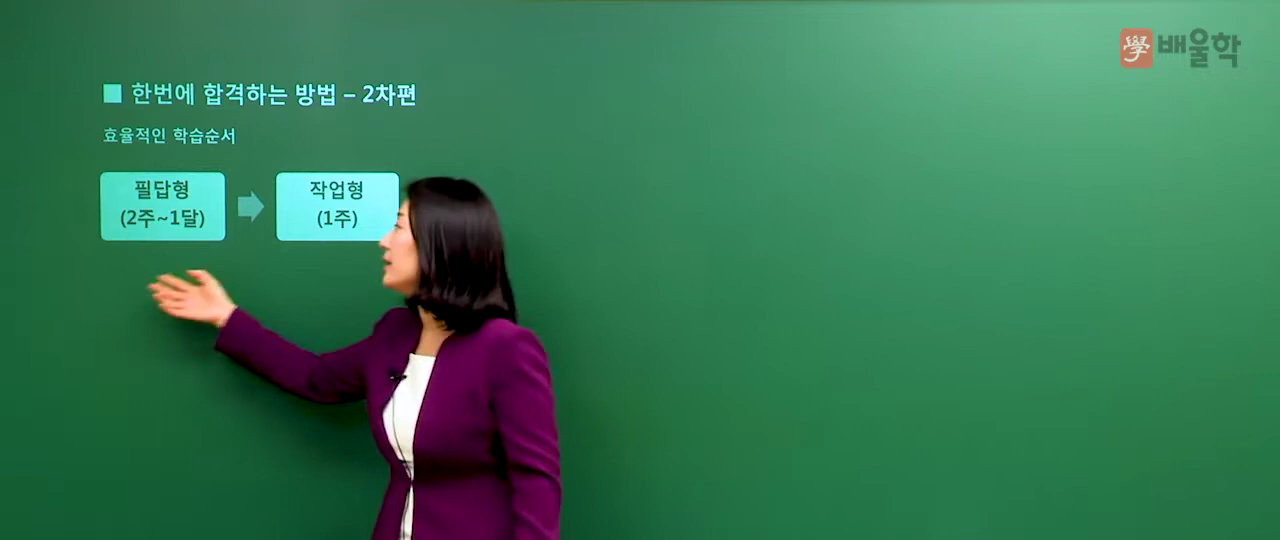 學 배울학
■ 한번에 합격하는 방법 – 2차편
효율적인 학습순서
필답형
(2주~1달)
작업형
(1주)